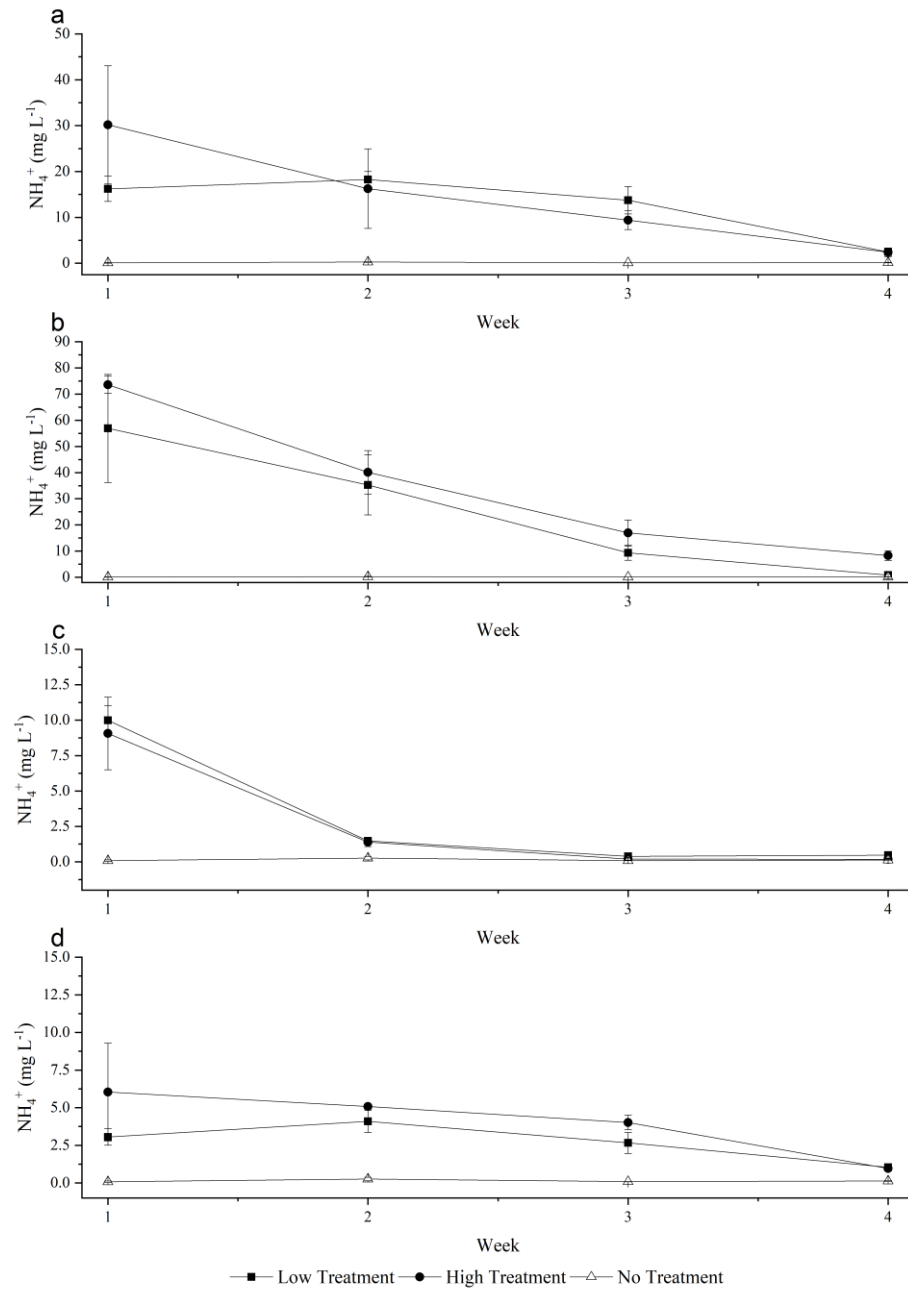 a
50
40
30
20
10
0
NH₄⁺ (mg L⁻¹)
1 2 3 4
Week
b
90
80
70
60
50
40
30
20
10
0
NH₄⁺ (mg L⁻¹)
1 2 3 4
Week
c
15.0
12.5
10.0
7.5
5.0
2.5
0.0
NH₄⁺ (mg L⁻¹)
1 2 3 4
Week
d
15.0
12.5
10.0
7.5
5.0
2.5
0.0
NH₄⁺ (mg L⁻¹)
1 2 3 4
Week
Low Treatment High Treatment No Treatment